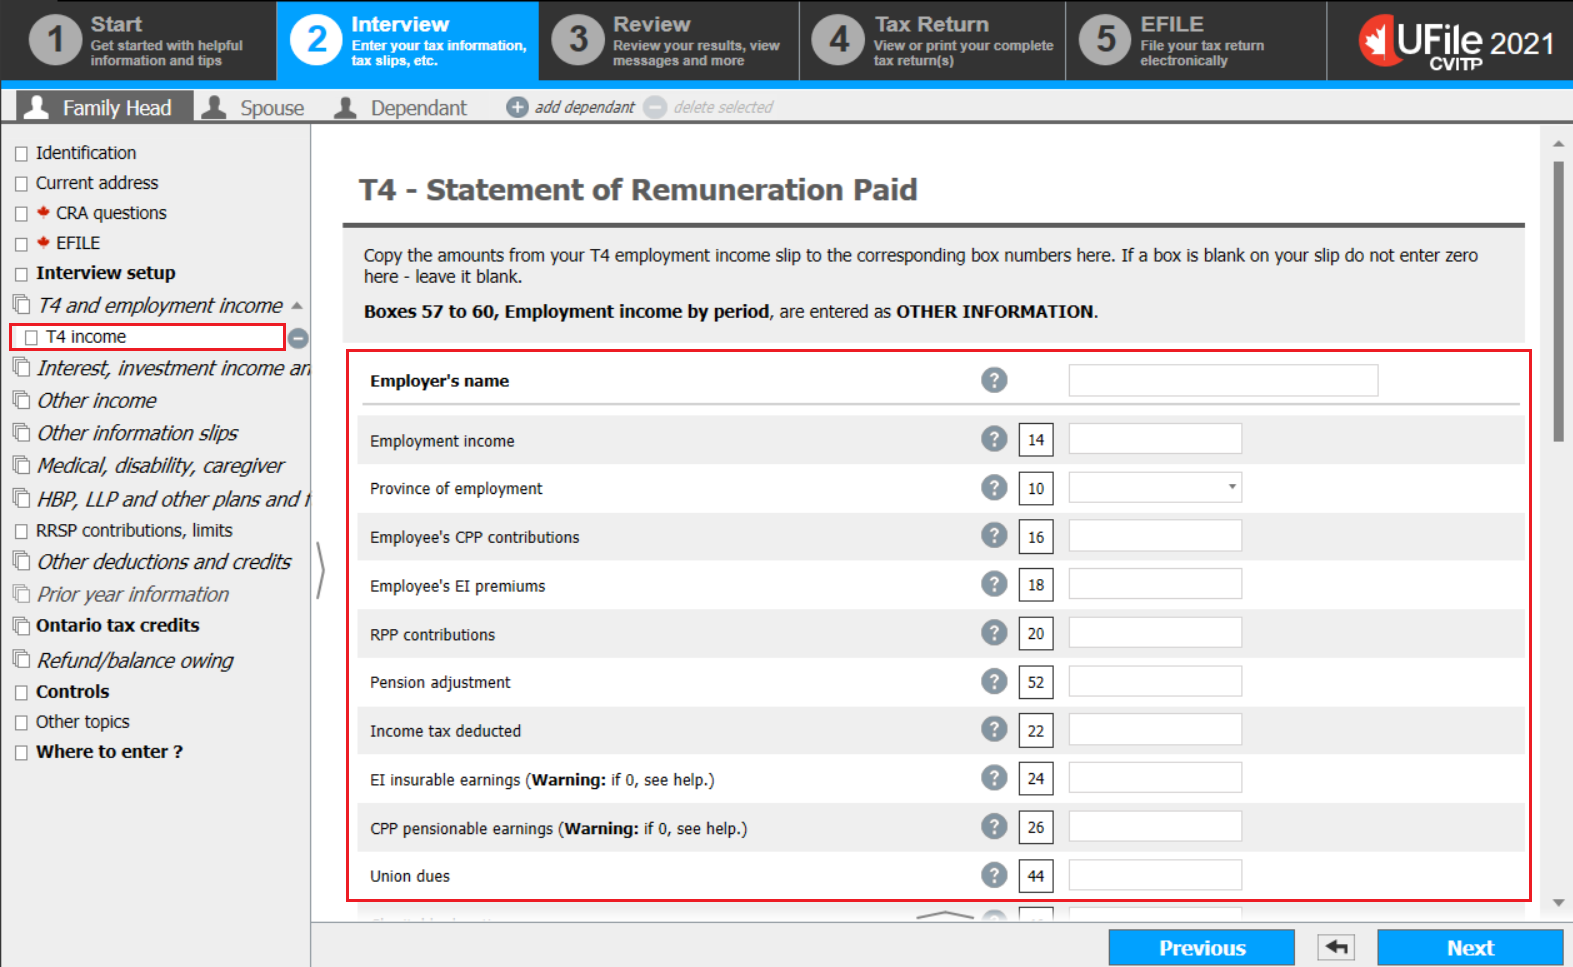 1 Start
Get started with helpful
information and tips
2 Interview
Enter your tax information,
tax slips, etc.
3 Review
Review your results, view
messages and more
4 Tax Return
View or print your complete
tax return(s)
5 EFILE
File your tax return
electronically
UFile 2021
CVITP
Family Head Spouse Dependant add dependant delete selected
Identification
Current address
CRA questions
EFILE
Interview setup
T4 and employment income
T4 income
Interest, investment income an
Other income
Other information slips
Medical, disability, caregiver
HBP, LLP and other plans and f
RRSP contributions, limits
Other deductions and credits
Prior year information
Ontario tax credits
Refund/balance owing
Controls
Other topics
Where to enter ?
T4 - Statement of Remuneration Paid
Copy the amounts from your T4 employment income slip to the corresponding box numbers here. If a box is blank on your slip do not enter zero
here - leave it blank.
Boxes 57 to 60, Employment income by period, are entered as OTHER INFORMATION.
Employer's name ?
Employment income ? 14
Province of employment ? 10
Employee's CPP contributions ? 16
Employee's EI premiums ? 18
RPP contributions ? 20
Pension adjustment ? 52
Income tax deducted ? 22
EI insurable earnings (Warning: if 0, see help.) ? 24
CPP pensionable earnings (Warning: if 0, see help.) ? 26
Union dues ? 44
Previous Next